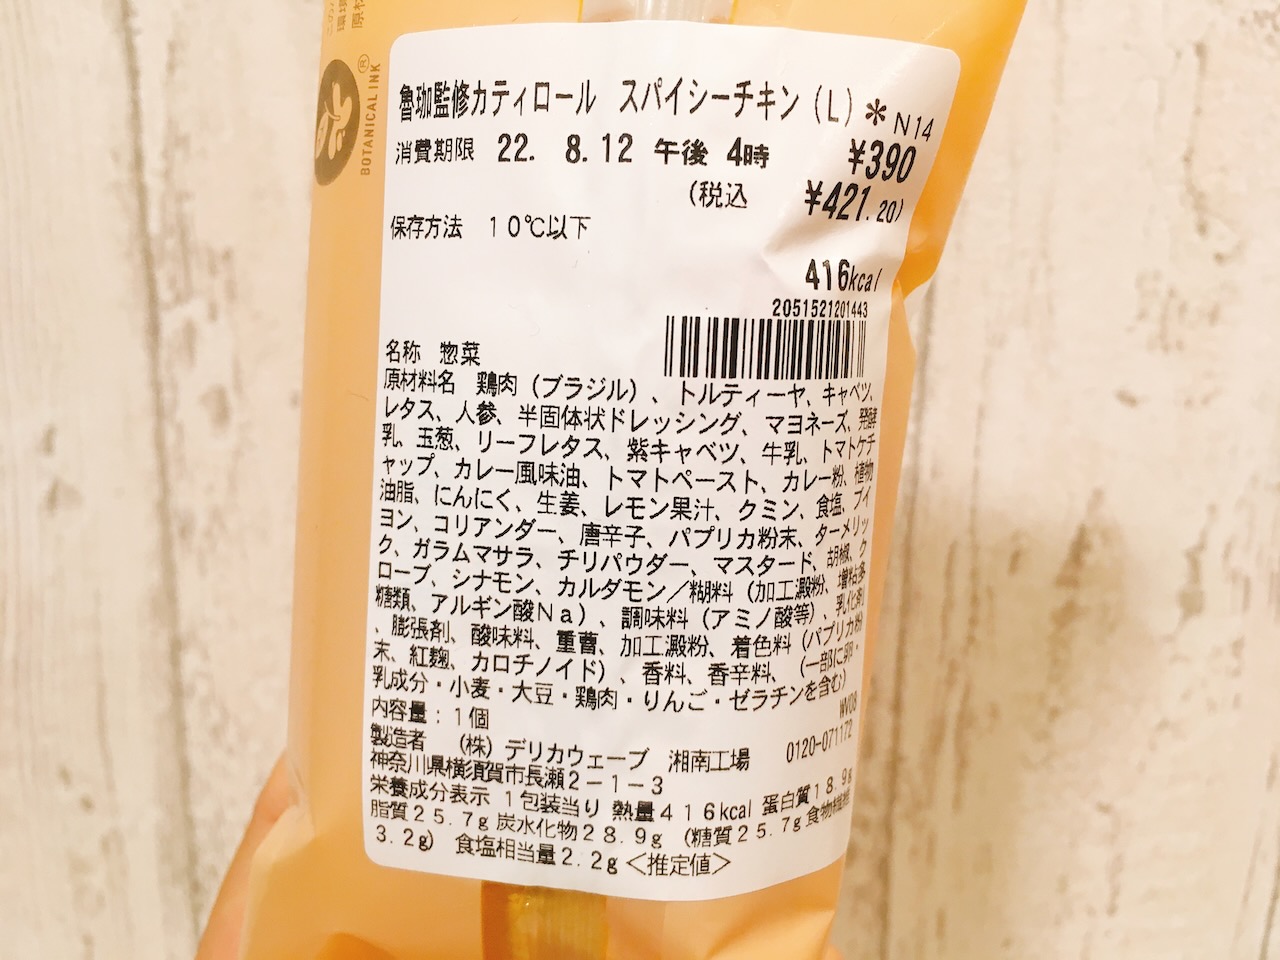 BOTANICAL INK
魯珈監修カティロール スパイシーチキン(L)* N14
消費期限 22. 8.12 午後 4時 ¥390
(税込 ¥421.20)
保存方法 10℃以下
416kcal
2051521201443
名称 惣菜
原材料名 鶏肉(ブラジル)、トルティーヤ、キャベツ、
レタス、人参、半固体状ドレッシング、マヨネーズ、発酵
乳、玉葱、リーフレタス、紫キャベツ、牛乳、トマトケチ
ャップ、カレー風味油、トマトペースト、カレー粉、植物
油脂、にんにく、生姜、レモン果汁、クミン、食塩、ブイ
ヨン、コリアンダー、唐辛子、パプリカ粉末、ターメリッ
ク、ガラムマサラ、チリパウダー、マスタード、胡椒、ク
ローブ、シナモン、カルダモン/糊料(加工澱粉、増粘多
糖類、アルギン酸Na)、調味料(アミノ酸等)、乳化剤
、膨張剤、酸味料、重曹、加工澱粉、着色料(パプリカ粉
末、紅麹、カロチノイド)、香料、香辛料、(一部に卵・
乳成分・小麦・大豆・鶏肉・りんご・ゼラチンを含む)
内容量:1個 WV08
製造者 (株)デリカウェーブ 湘南工場 0120-071172
神奈川県横須賀市長瀬2-1-3
栄養成分表示 1包装当り 熱量416kcal 蛋白質18.9g
脂質25.7g 炭水化物28.9g (糖質25.7g 食物繊維
3.2g) 食塩相当量2.2g<推定値>